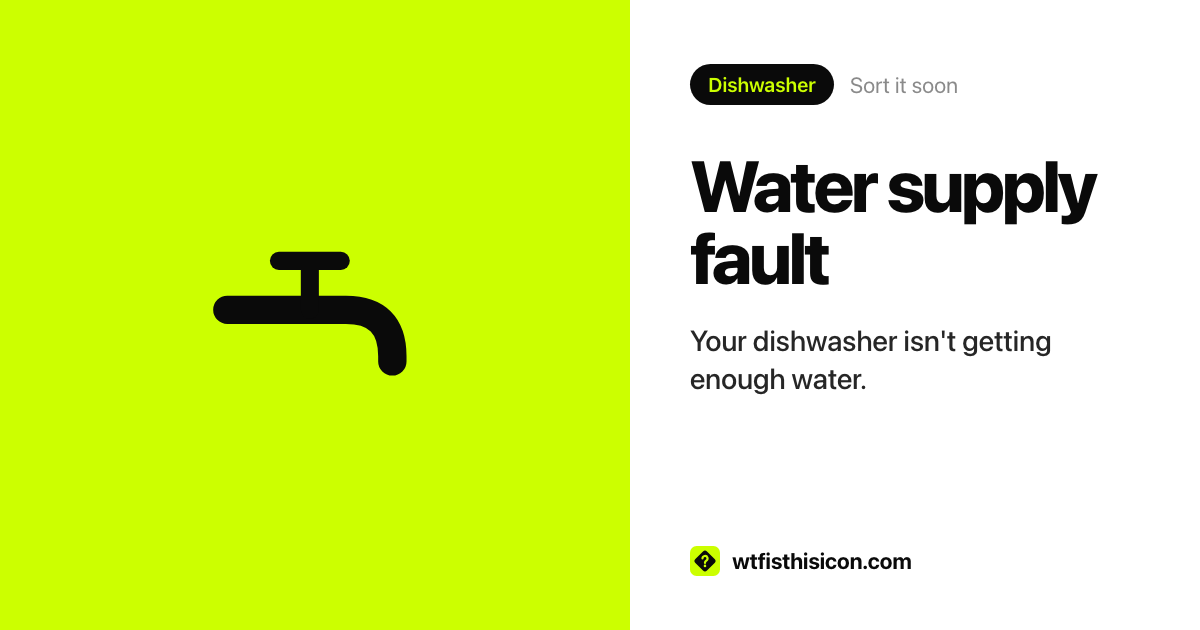 Dishwasher
Sort it soon
Water supply
fault
Your dishwasher isn't getting
enough water.
?
wtfisthisicon.com